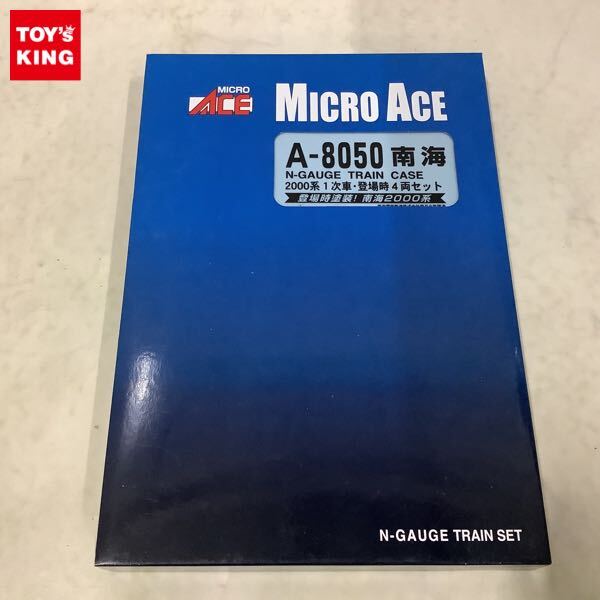 TOY'S
KING
MICRO
ACE
MICRO ACE
A-8050 南海
N-GAUGE TRAIN CASE
2000系1次車・登場時4両セット
登場時塗装!南海2000系
N-GAUGE TRAIN SET